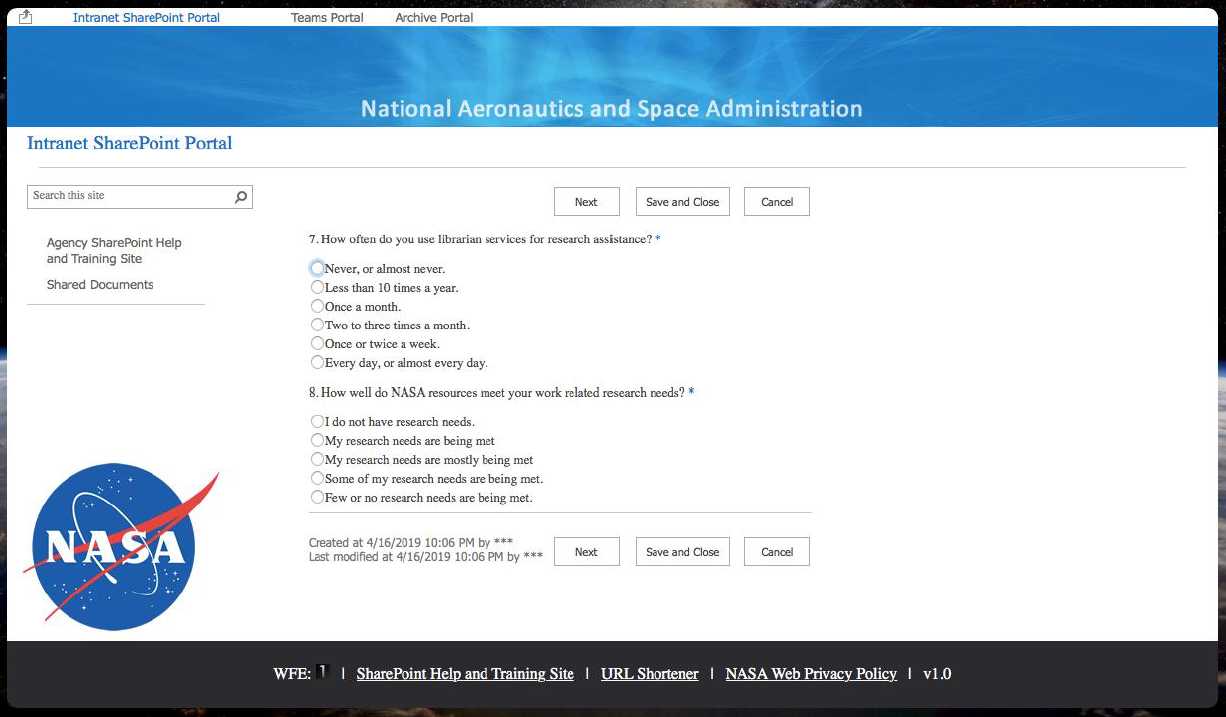 Intranet SharePoint Portal Teams Portal Archive Portal
NASA
National Aeronautics and Space Administration
Intranet SharePoint Portal
Search this site
Next Save and Close Cancel
Agency SharePoint Help
and Training Site
Shared Documents
7. How often do you use librarian services for research assistance? *
Never, or almost never.
Less than 10 times a year.
Once a month.
Two to three times a month.
Once or twice a week.
Every day, or almost every day.
8. How well do NASA resources meet your work related research needs? *
I do not have research needs.
My research needs are being met
My research needs are mostly being met
Some of my research needs are being met.
Few or no research needs are being met.
NASA
Created at 4/16/2019 10:06 PM by ***
Last modified at 4/16/2019 10:06 PM by ***
Next Save and Close Cancel
WFE: 1 | SharePoint Help and Training Site | URL Shortener | NASA Web Privacy Policy | v1.0